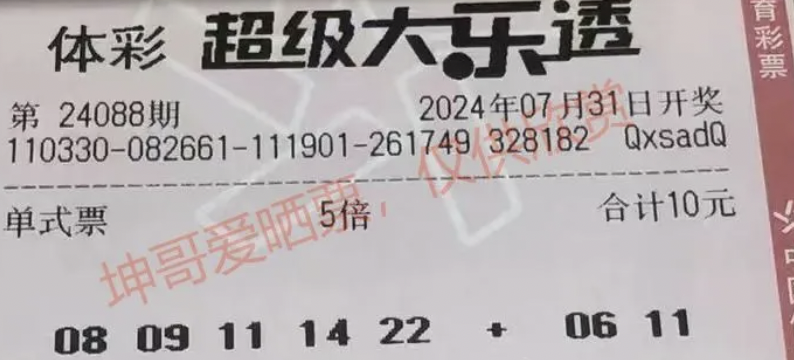 体彩 超级大乐透
第 24088期 2024年07月31日开奖
110330-082661-111901-261749 328182 QxsadQ
单式票 5倍 合计10元
08 09 11 14 22 + 06 11
坤哥爱晒票，仅供欣赏
育彩票